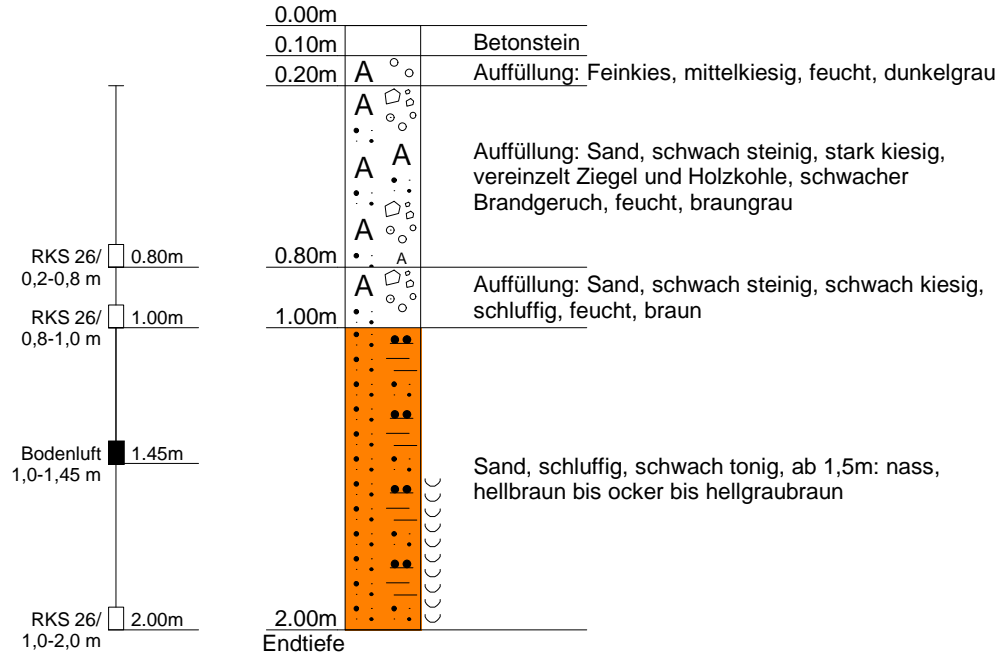 0.00m
0.10m
Betonstein
0.20m
A
Auffüllung: Feinkies, mittelkiesig, feucht, dunkelgrau
A
A
A
A
A
Auffüllung: Sand, schwach steinig, stark kiesig,
vereinzelt Ziegel und Holzkohle, schwacher
Brandgeruch, feucht, braungrau
RKS 26/
0,2-0,8 m
0.80m
0.80m
A
Auffüllung: Sand, schwach steinig, schwach kiesig,
schluffig, feucht, braun
RKS 26/
0,8-1,0 m
1.00m
1.00m
Bodenluft
1,0-1,45 m
1.45m
Sand, schluffig, schwach tonig, ab 1,5m: nass,
hellbraun bis ocker bis hellgraubraun
RKS 26/
1,0-2,0 m
2.00m
2.00m
Endtiefe